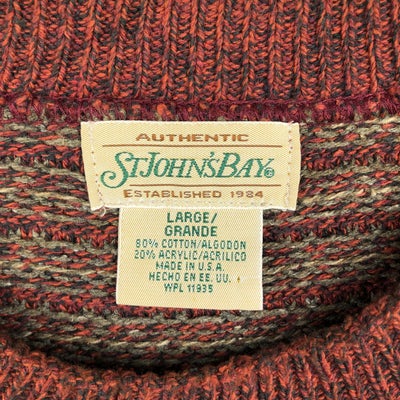 AUTHENTIC
ST.JOHN'S BAY®
ESTABLISHED 1984
LARGE/
GRANDE
80% COTTON/ALGODON
20% ACRYLIC/ACRILICO
MADE IN U.S.A.
HECHO EN EE. UU.
WPL 11935